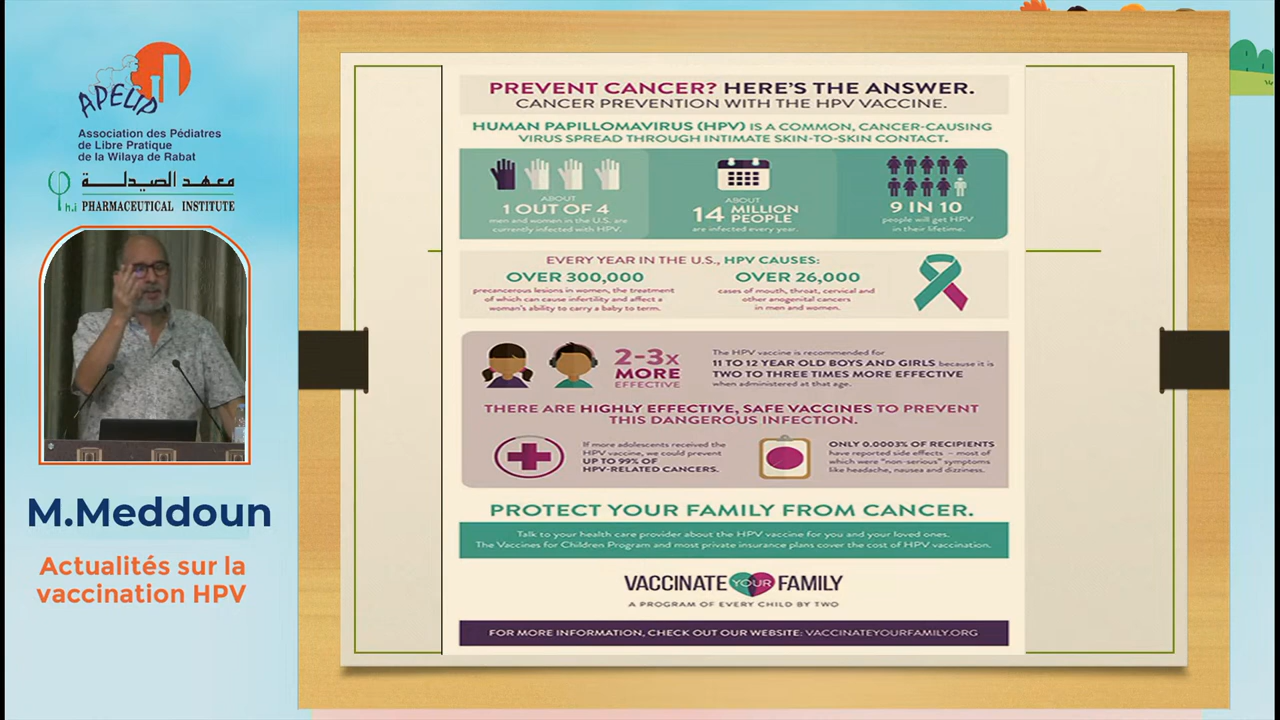 APELIP
Association des Pédiatres
de Libre Pratique
de la Wilaya de Rabat
معهد الصيدلة
h.i PHARMACEUTICAL INSTITUTE
M.Meddoun
Actualités sur la
vaccination HPV
PREVENT CANCER? HERE'S THE ANSWER.
CANCER PREVENTION WITH THE HPV VACCINE.
HUMAN PAPILLOMAVIRUS (HPV) IS A COMMON, CANCER-CAUSING
VIRUS SPREAD THROUGH INTIMATE SKIN-TO-SKIN CONTACT.
ABOUT
1 OUT OF 4
men and women in the U.S. are
currently infected with HPV.
ABOUT
14 MILLION
PEOPLE
are infected every year.
9 IN 10
people will get HPV
in their lifetime.
EVERY YEAR IN THE U.S., HPV CAUSES:
OVER 300,000
precancerous lesions in women, the treatment
of which can cause infertility and affect a
woman's ability to carry a baby to term.
OVER 26,000
cases of mouth, throat, cervical and
other anogenital cancers
in men and women.
2-3x
MORE
EFFECTIVE
The HPV vaccine is recommended for
11 TO 12 YEAR OLD BOYS AND GIRLS because it is
TWO TO THREE TIMES MORE EFFECTIVE
when administered at that age.
THERE ARE HIGHLY EFFECTIVE, SAFE VACCINES TO PREVENT
THIS DANGEROUS INFECTION.
If more adolescents received the
HPV vaccine, we could prevent
UP TO 99% OF
HPV-RELATED CANCERS.
ONLY 0.0003% OF RECIPIENTS
have reported side effects – most of
which were "non-serious" symptoms
like headache, nausea and dizziness.
PROTECT YOUR FAMILY FROM CANCER.
Talk to your health care provider about the HPV vaccine for you and your loved ones.
The Vaccines for Children Program and most private insurance plans cover the cost of HPV vaccination.
VACCINATE YOUR FAMILY
A PROGRAM OF EVERY CHILD BY TWO
FOR MORE INFORMATION, CHECK OUT OUR WEBSITE: VACCINATEYOURFAMILY.ORG